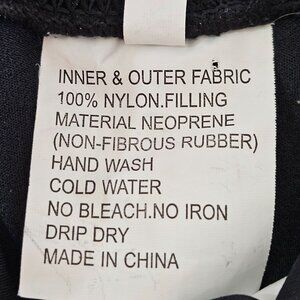 INNER & OUTER FABRIC
100% NYLON.FILLING
MATERIAL NEOPRENE
(NON-FIBROUS RUBBER)
HAND WASH
COLD WATER
NO BLEACH.NO IRON
DRIP DRY
MADE IN CHINA